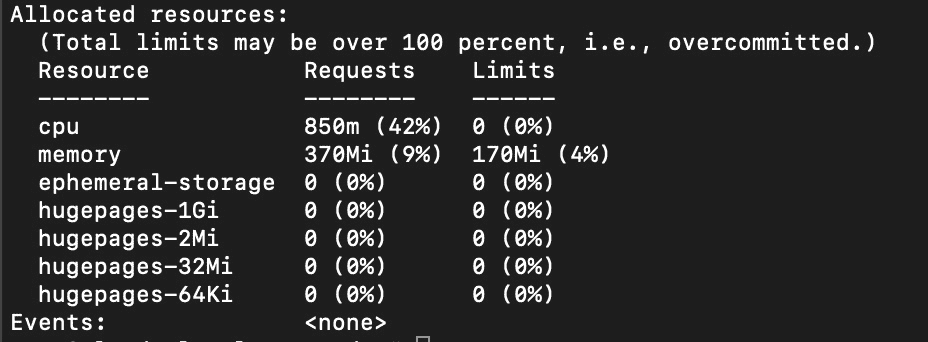 Allocated resources:
  (Total limits may be over 100 percent, i.e., overcommitted.)
  Resource           Requests    Limits
  --------           --------    ------
  cpu                850m (42%)  0 (0%)
  memory             370Mi (9%)  170Mi (4%)
  ephemeral-storage  0 (0%)      0 (0%)
  hugepages-1Gi      0 (0%)      0 (0%)
  hugepages-2Mi      0 (0%)      0 (0%)
  hugepages-32Mi     0 (0%)      0 (0%)
  hugepages-64Ki     0 (0%)      0 (0%)
Events:              <none>